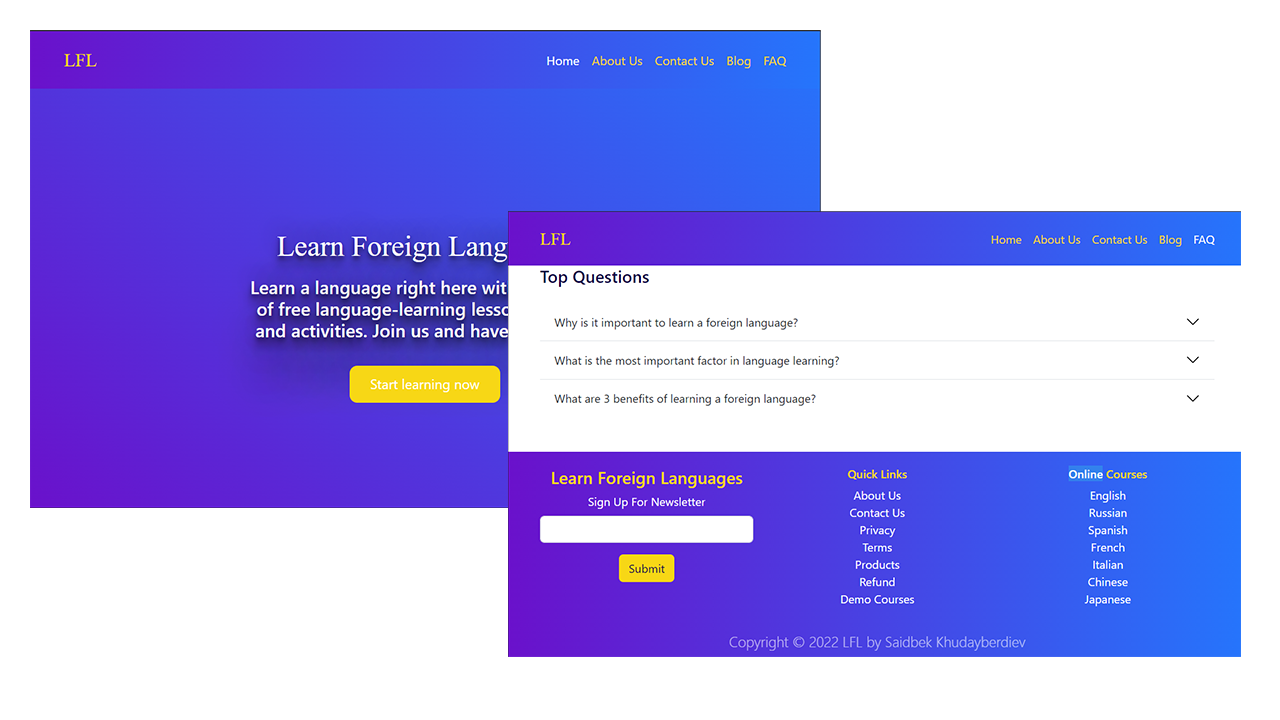 LFL
Home About Us Contact Us Blog FAQ
Learn Foreign Lang
Learn a language right here wit
of free language-learning lesso
and activities. Join us and have
Start learning now
LFL
Home About Us Contact Us Blog FAQ
Top Questions
Why is it important to learn a foreign language?
What is the most important factor in language learning?
What are 3 benefits of learning a foreign language?
Learn Foreign Languages
Sign Up For Newsletter
Submit
Quick Links
About Us
Contact Us
Privacy
Terms
Products
Refund
Demo Courses
Online Courses
English
Russian
Spanish
French
Italian
Chinese
Japanese
Copyright © 2022 LFL by Saidbek Khudayberdiev